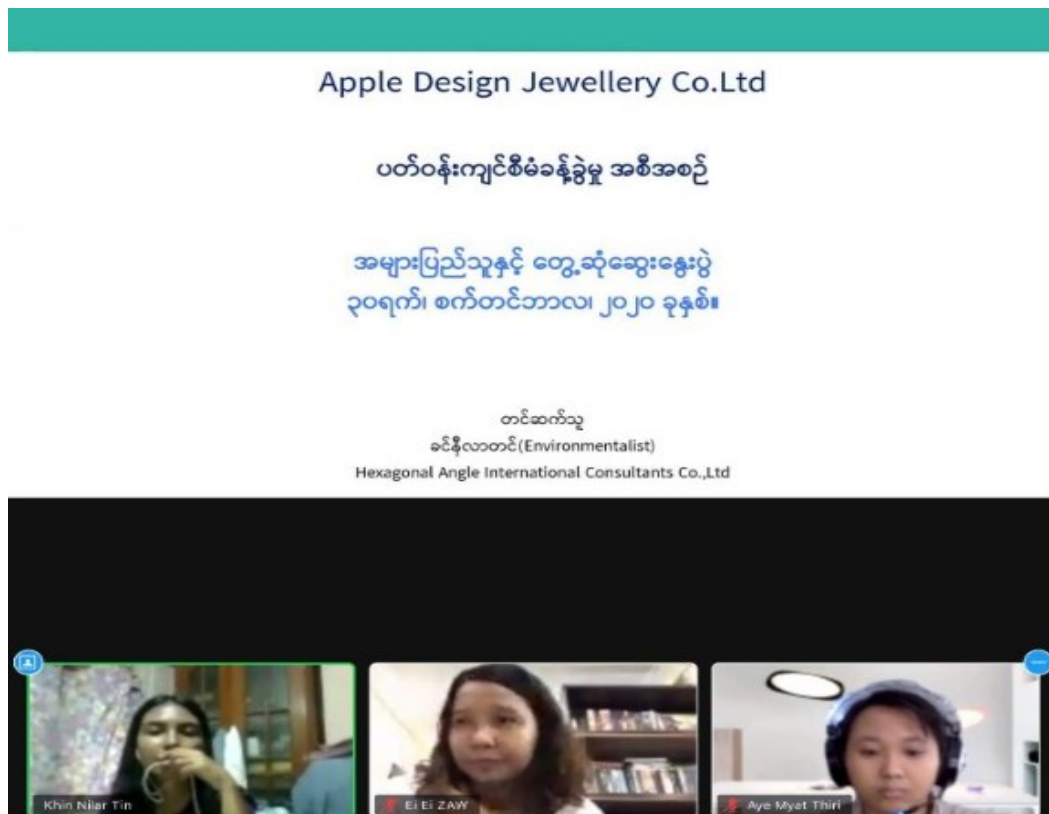 Apple Design Jewellery Co.Ltd
ပတ်ဝန်းကျင်စီမံခန့်ခွဲမှု အစီအစဉ်
အများပြည်သူနှင့် တွေ့ဆုံဆွေးနွေးပွဲ
၃၀ရက်၊ စက်တင်ဘာလ၊ ၂၀၂၀ ခုနှစ်။
တင်ဆက်သူ
ခင်နီလာတင်(Environmentalist)
Hexagonal Angle International Consultants Co.,Ltd
Khin Nilar Tin
Ei Ei ZAW
Aye Myat Thiri